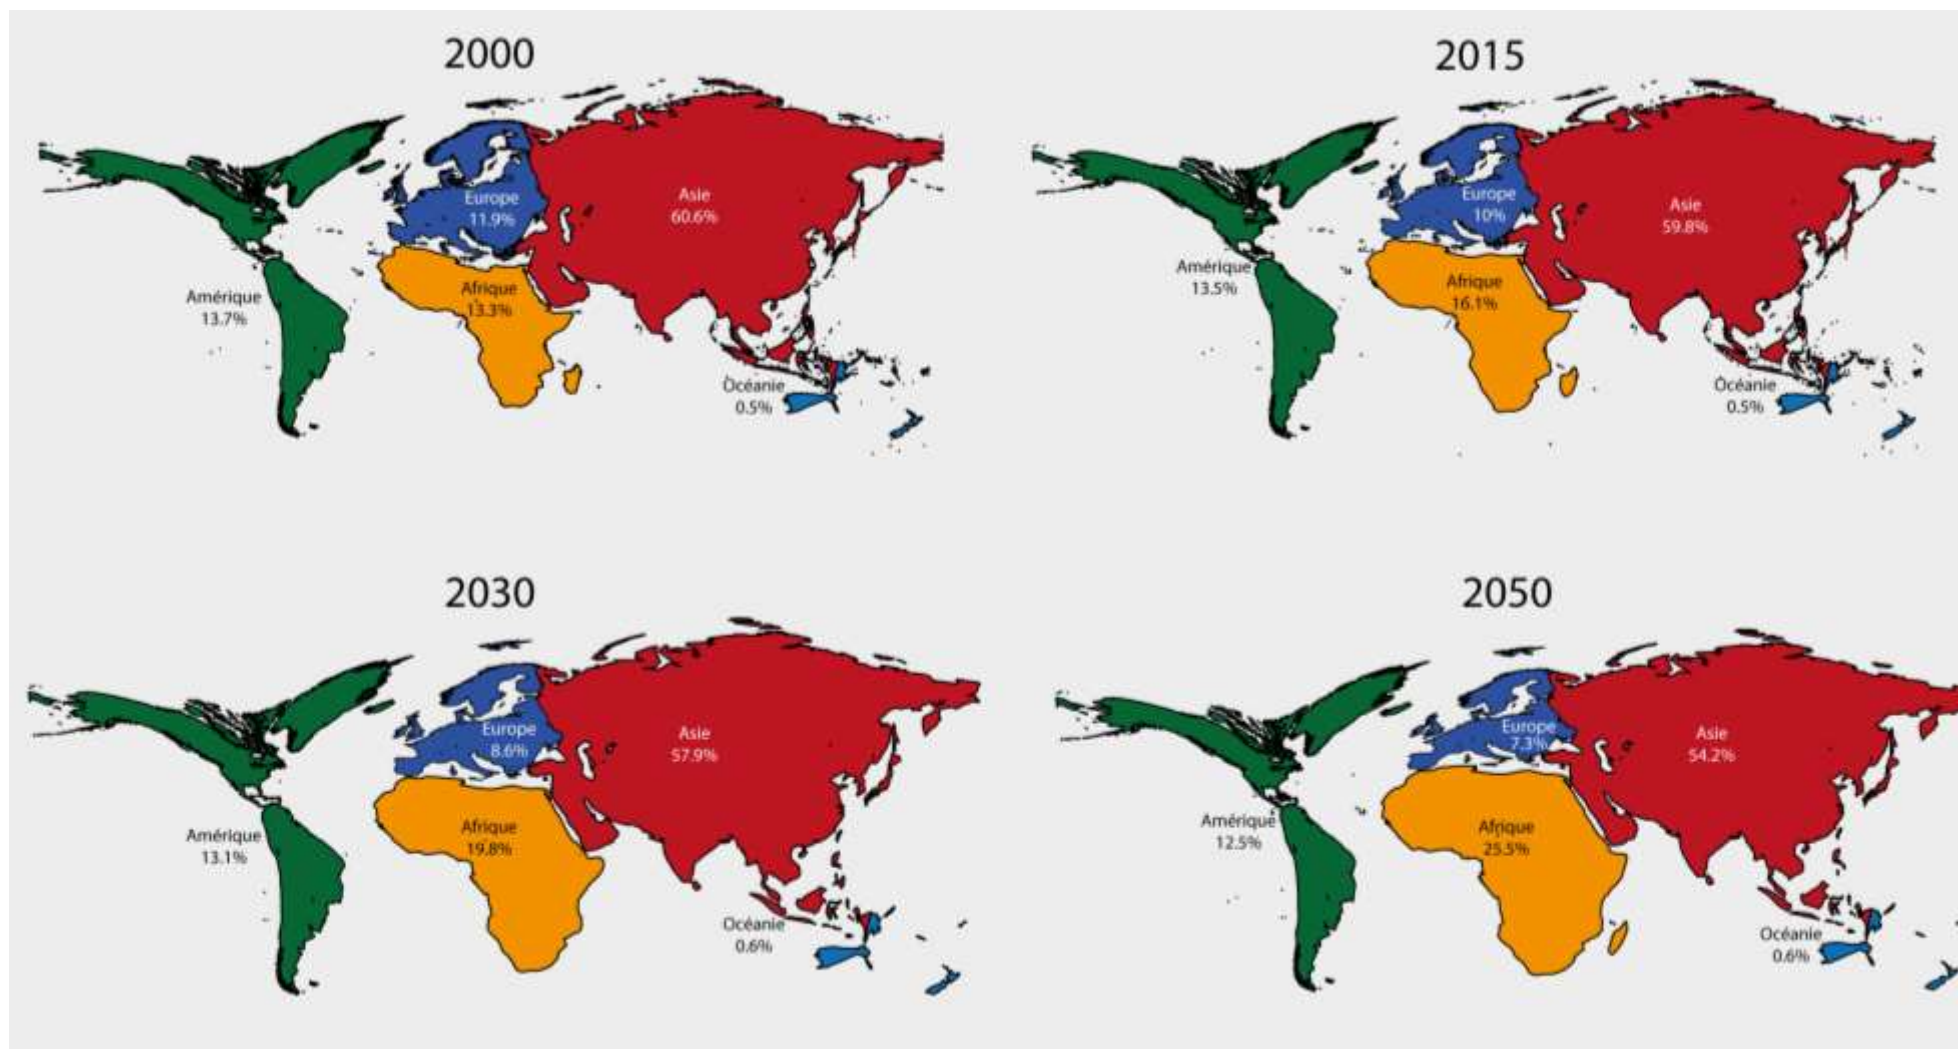 2000
Europe
11.9%
Asie
60.6%
Afrique
13.3%
Amérique
13.7%
Océanie
0.5%
2015
Europe
10%
Asie
59.8%
Amérique
13.5%
Afrique
16.1%
Océanie
0.5%
2030
Europe
8.6%
Asie
57.9%
Afrique
19.8%
Amérique
13.1%
Océanie
0.6%
2050
Europe
7.3%
Asie
54.2%
Amérique
12.5%
Afrique
25.5%
Océanie
0.6%